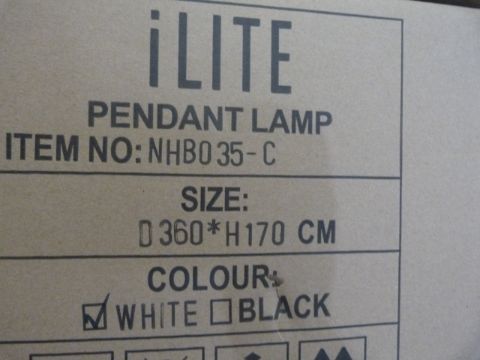 iLITE
PENDANT LAMP
ITEM NO: NHB035-C
SIZE:
D360*H170 CM
COLOUR:
☑ WHITE ☐ BLACK